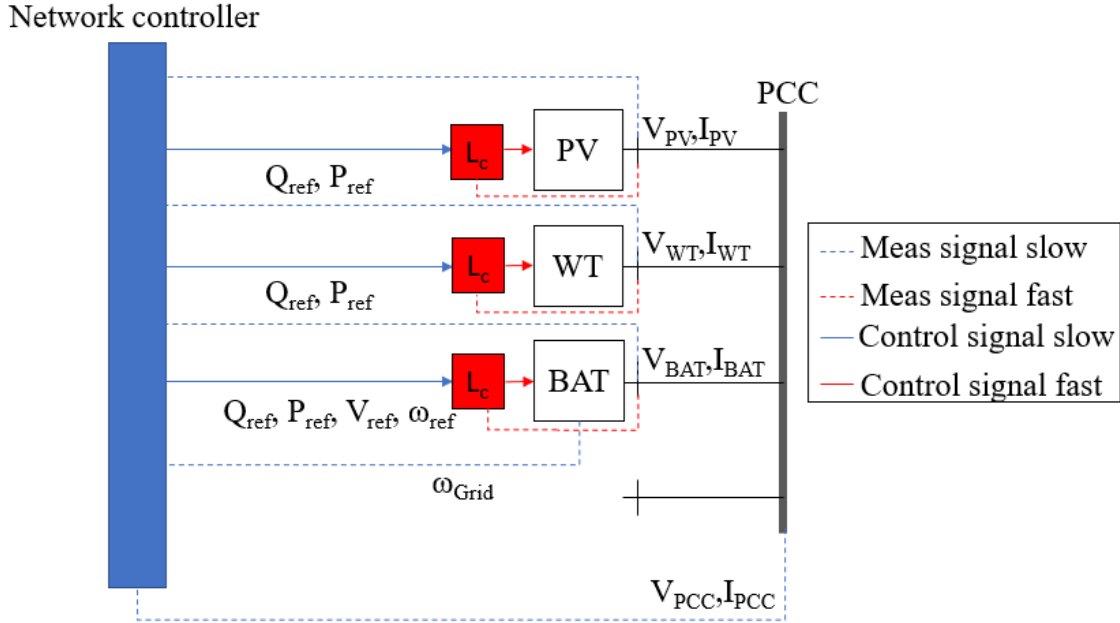 Network controller
PCC
L_c
PV
V_PV,I_PV
Q_ref, P_ref
L_c
WT
V_WT,I_WT
Q_ref, P_ref
L_c
BAT
V_BAT,I_BAT
Q_ref, P_ref, V_ref, ω_ref
ω_Grid
V_PCC,I_PCC
Meas signal slow
Meas signal fast
Control signal slow
Control signal fast